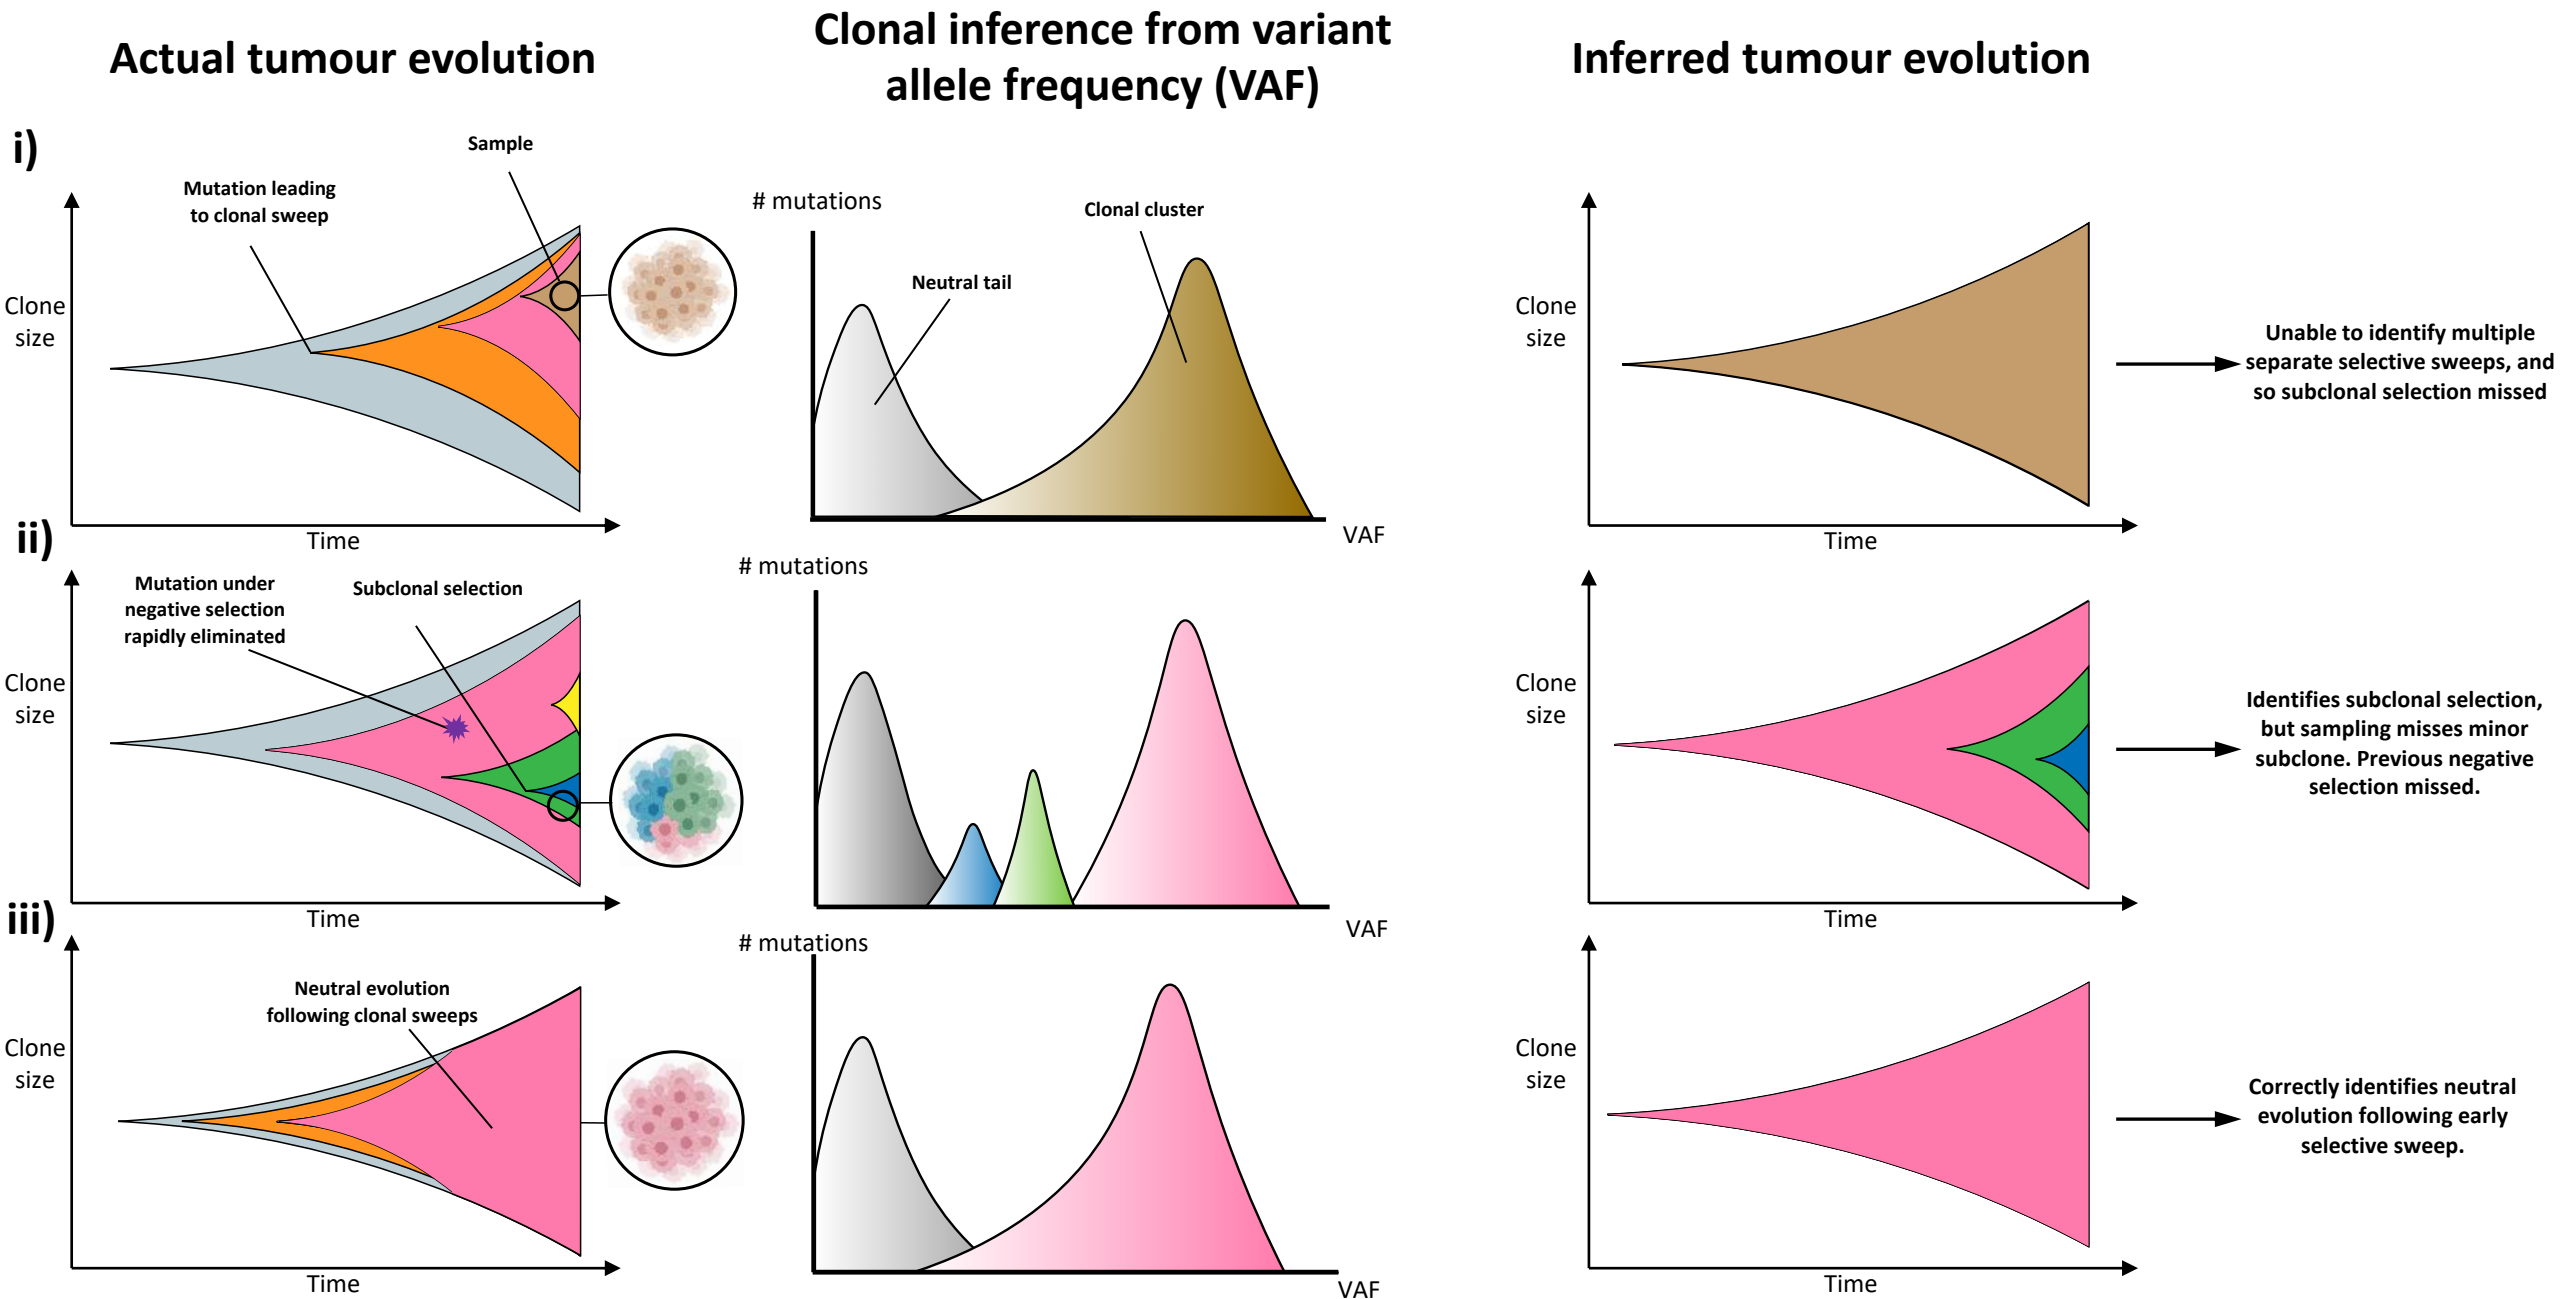 Actual tumour evolution
Clonal inference from variant
allele frequency (VAF)
Inferred tumour evolution
i)
Sample
Mutation leading
to clonal sweep
Clone
size
Time
# mutations
Neutral tail
Clonal cluster
VAF
Clone
size
Time
Unable to identify multiple
separate selective sweeps, and
so subclonal selection missed
ii)
Mutation under
negative selection
rapidly eliminated
Subclonal selection
Clone
size
Time
# mutations
VAF
Clone
size
Time
Identifies subclonal selection,
but sampling misses minor
subclone. Previous negative
selection missed.
iii)
Neutral evolution
following clonal sweeps
Clone
size
Time
# mutations
VAF
Clone
size
Time
Correctly identifies neutral
evolution following early
selective sweep.